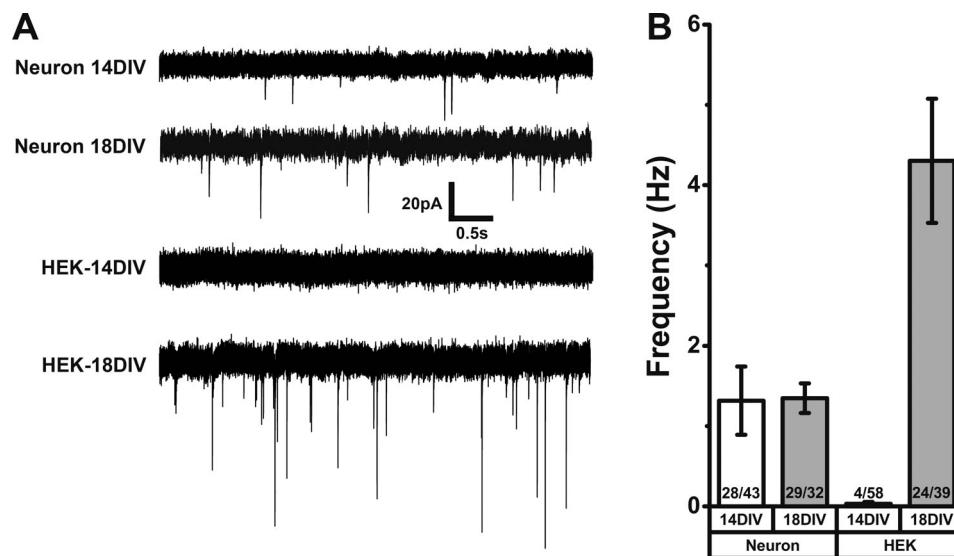 A
Neuron 14DIV
Neuron 18DIV
20pA
0.5s
HEK-14DIV
HEK-18DIV
B
Frequency (Hz)
6
4
2
0
28/43 29/32 4/58 24/39
14DIV 18DIV 14DIV 18DIV
Neuron HEK